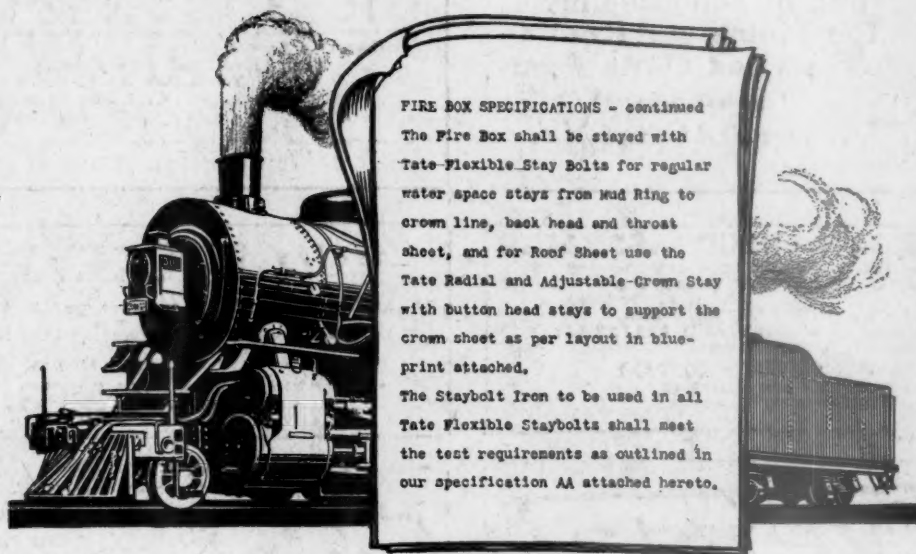 FIRE BOX SPECIFICATIONS - continued
The Fire Box shall be stayed with
Tate Flexible Stay Bolts for regular
water space stays from Mud Ring to
crown line, back head and throat
sheet, and for Roof Sheet use the
Tate Radial and Adjustable-Crown Stay
with button head stays to support the
crown sheet as per layout in blue-
print attached.
The Staybolt Iron to be used in all
Tate Flexible Staybolts shall meet
the test requirements as outlined in
our specification AA attached hereto.